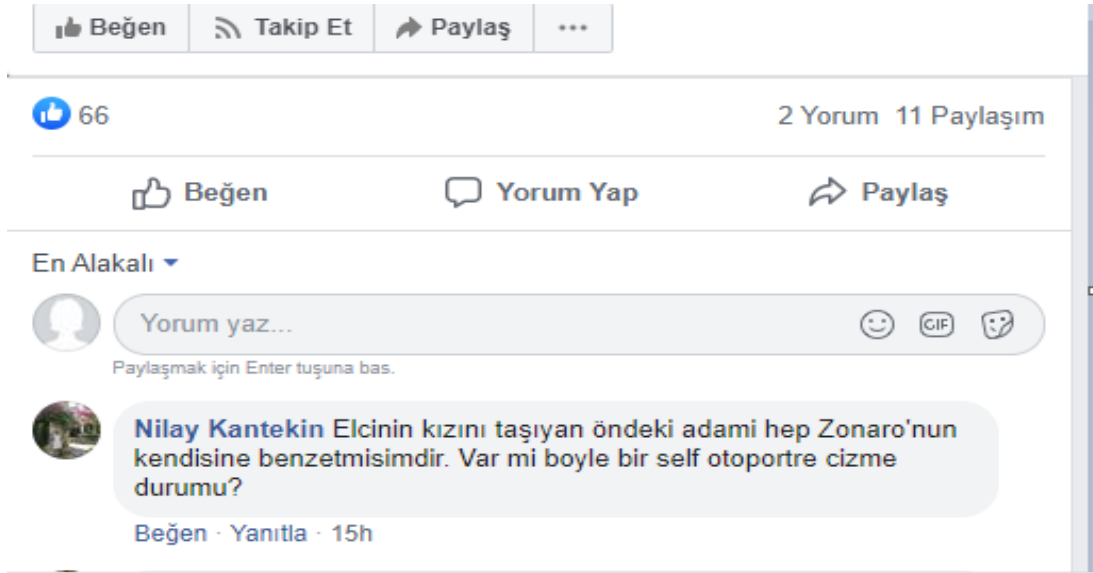 Beğen Takip Et Paylaş ...
66 2 Yorum 11 Paylaşım
Beğen Yorum Yap Paylaş
En Alakalı
Yorum yaz...
GIF
Paylaşmak için Enter tuşuna bas.
Nilay Kantekin Elcinin kızını taşıyan öndeki adami hep Zonaro'nun
kendisine benzetmisimdir. Var mi boyle bir self otoportre cizme
durumu?
Beğen · Yanıtla · 15h